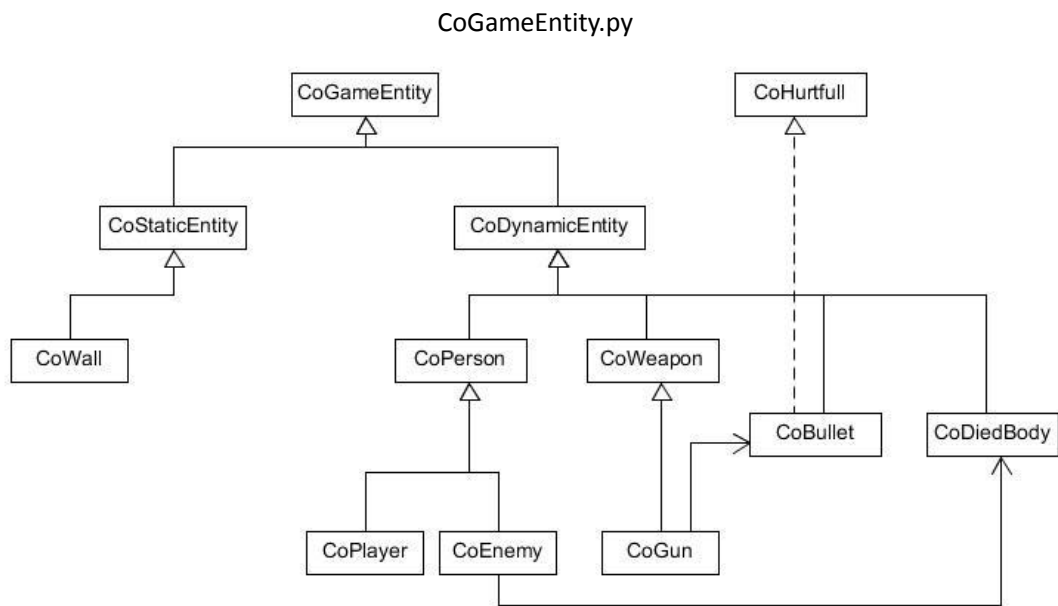 CoGameEntity.py
CoGameEntity
CoHurtfull
CoStaticEntity
CoDynamicEntity
CoWall
CoPerson
CoWeapon
CoBullet
CoDiedBody
CoPlayer
CoEnemy
CoGun